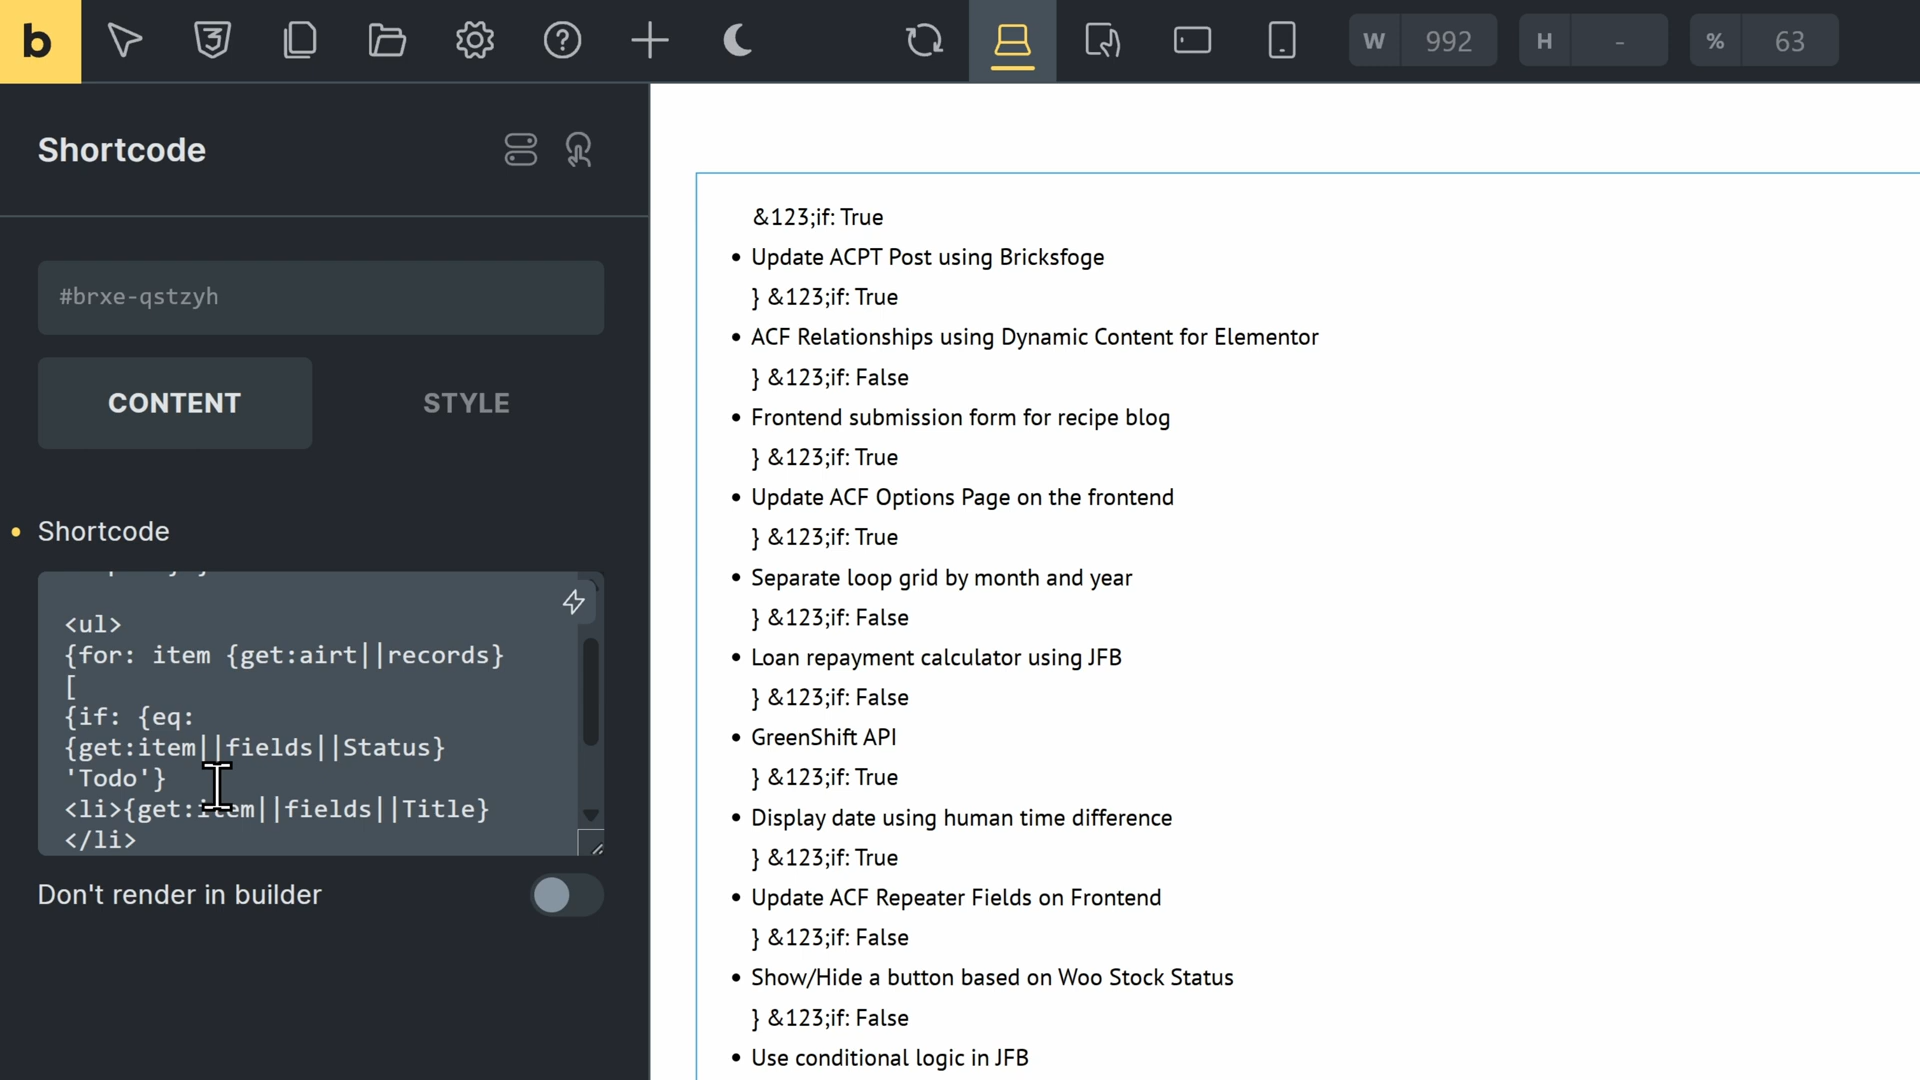 b
W 992
H -
% 63
Shortcode
#brxe-qstzyh
CONTENT
STYLE
Shortcode
<ul>
{for: item {get:airt||records}
[
{if: {eq:
{get:item||fields||Status}
'Todo'}
<li>{get:item||fields||Title}
</li>
Don't render in builder
&123;if: True
• Update ACPT Post using Bricksfoge
} &123;if: True
• ACF Relationships using Dynamic Content for Elementor
} &123;if: False
• Frontend submission form for recipe blog
} &123;if: True
• Update ACF Options Page on the frontend
} &123;if: True
• Separate loop grid by month and year
} &123;if: False
• Loan repayment calculator using JFB
} &123;if: False
• GreenShift API
} &123;if: True
• Display date using human time difference
} &123;if: True
• Update ACF Repeater Fields on Frontend
} &123;if: False
• Show/Hide a button based on Woo Stock Status
} &123;if: False
• Use conditional logic in JFB